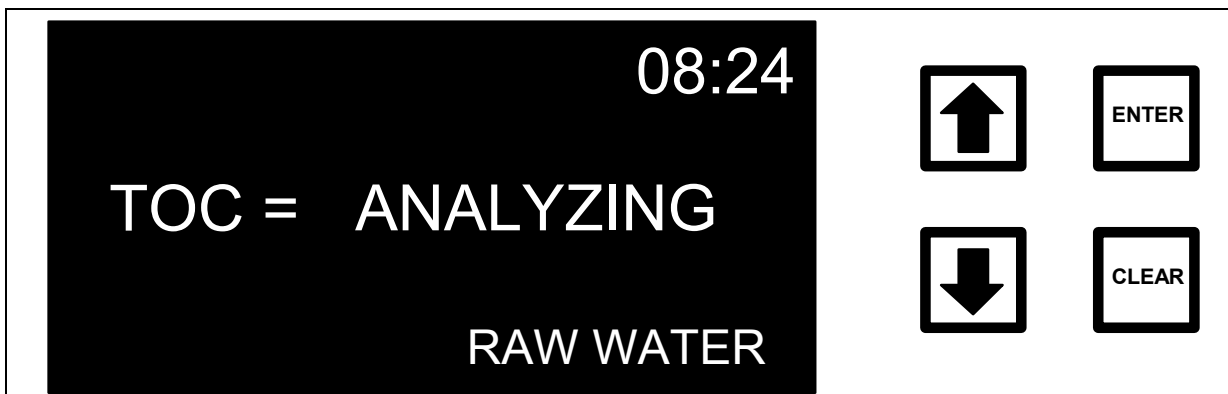 08:24
TOC = ANALYZING
RAW WATER
ENTER
CLEAR